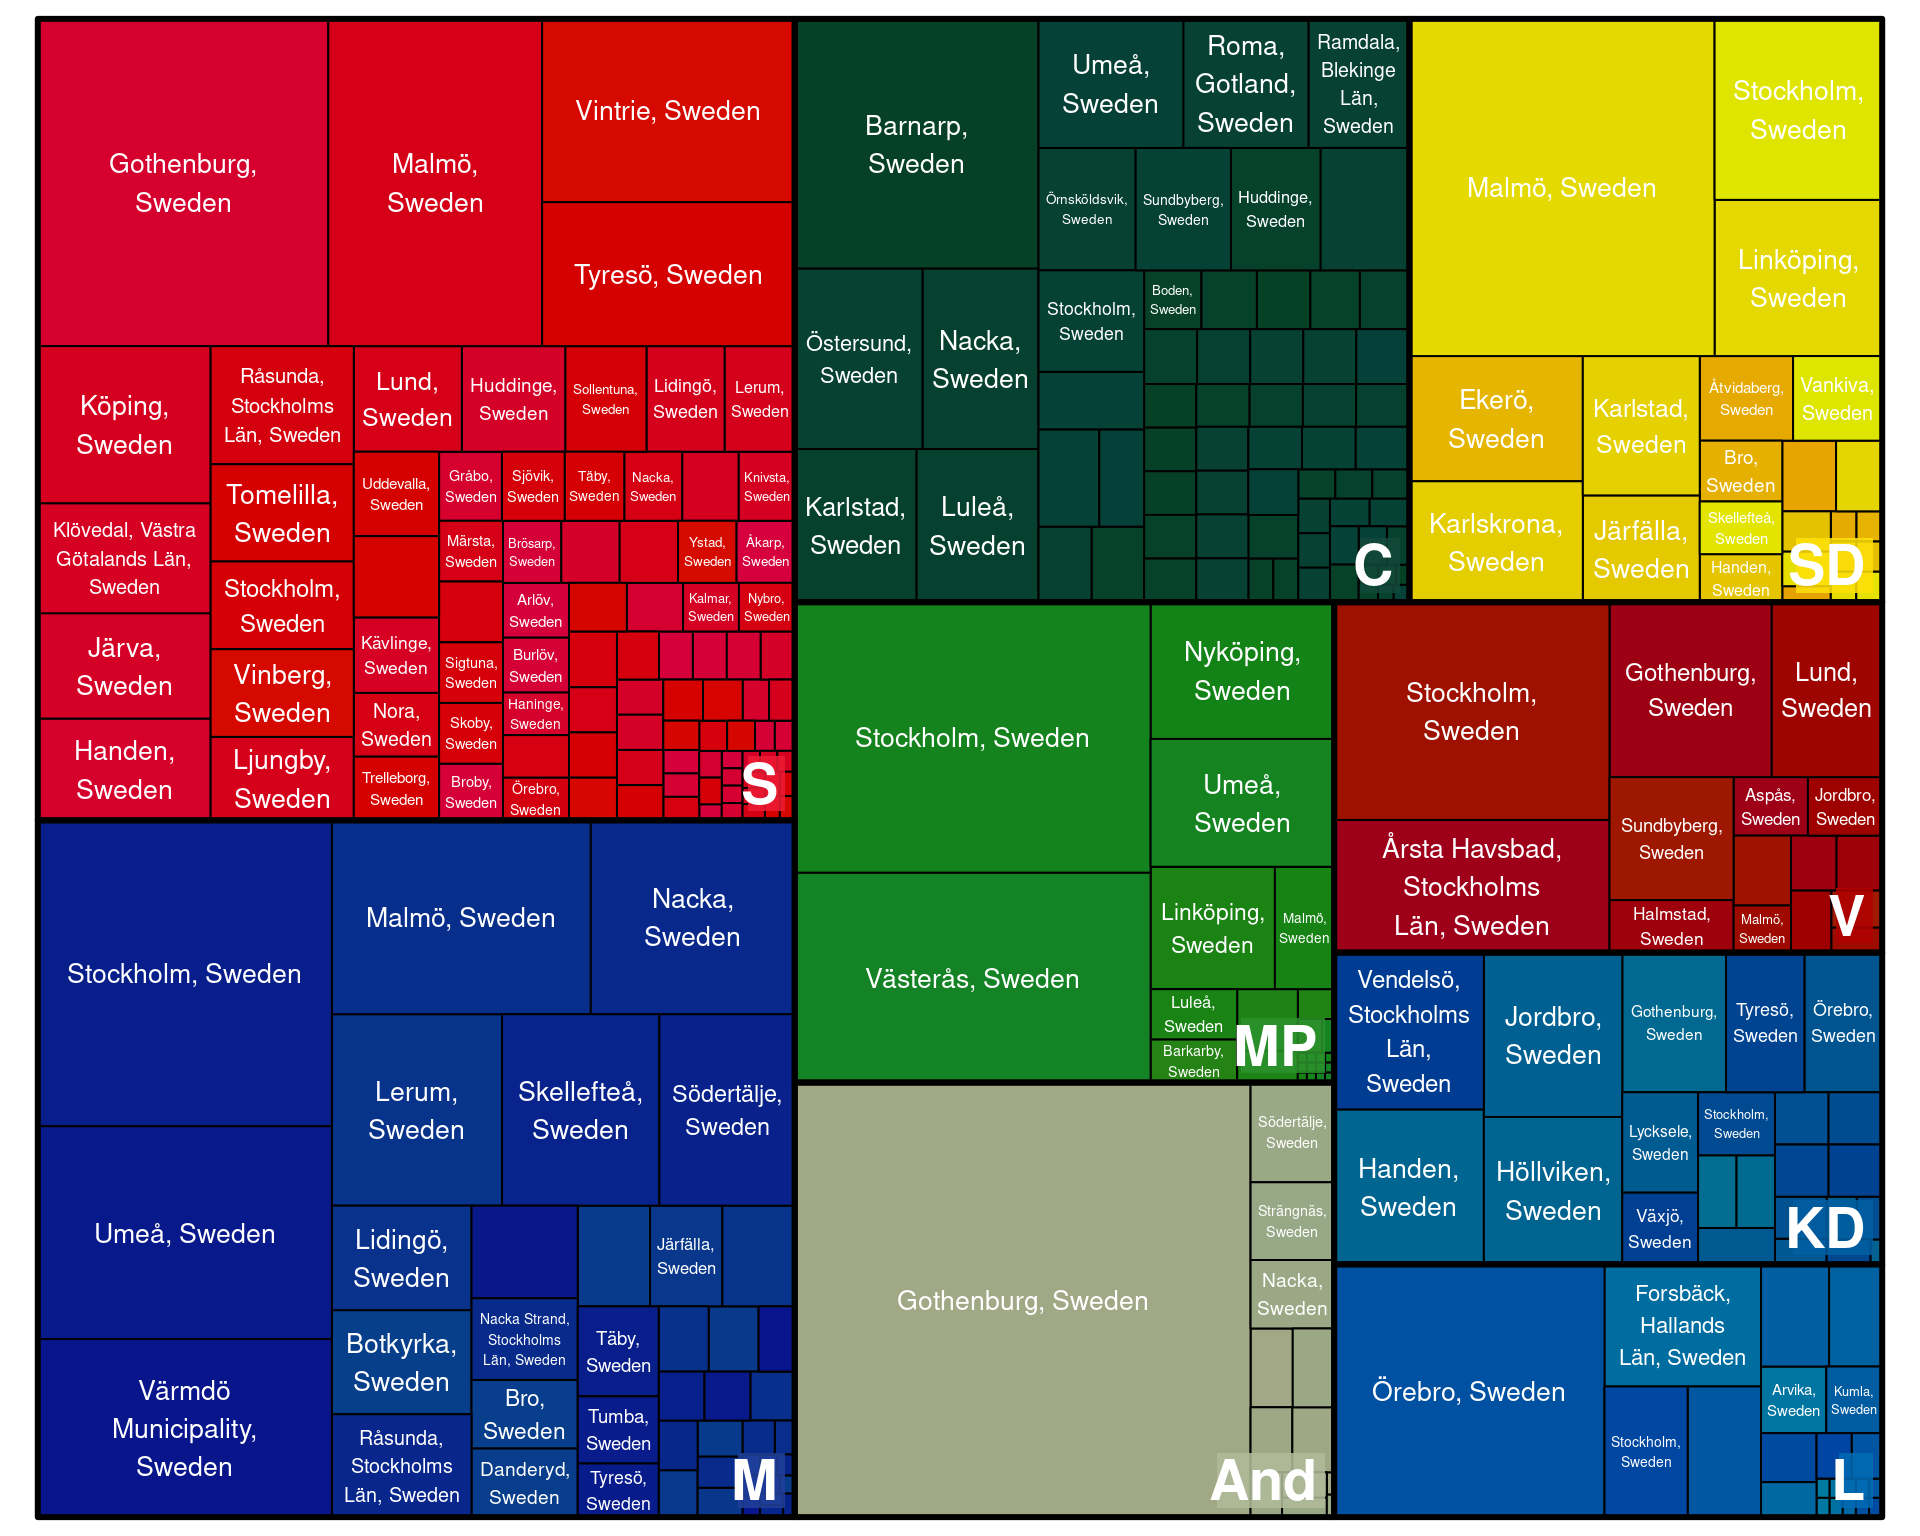 Gothenburg,
Sweden
Malmö,
Sweden
Vintrie, Sweden
Tyresö, Sweden
Köping,
Sweden
Råsunda,
Stockholms
Län, Sweden
Lund,
Sweden
Huddinge,
Sweden
Sollentuna,
Sweden
Lidingö,
Sweden
Lerum,
Sweden
Klövedal, Västra
Götalands Län,
Sweden
Tomelilla,
Sweden
Uddevalla,
Sweden
Gråbo,
Sweden
Sjövik,
Sweden
Täby,
Sweden
Nacka,
Sweden
Knivsta,
Sweden
Märsta,
Sweden
Brösarp,
Sweden
Ystad,
Sweden
Åkarp,
Sweden
Stockholm,
Sweden
Arlöv,
Sweden
Kalmar,
Sweden
Nybro,
Sweden
Järva,
Sweden
Vinberg,
Sweden
Kävlinge,
Sweden
Sigtuna,
Sweden
Burlöv,
Sweden
Haninge,
Sweden
Nora,
Sweden
Skoby,
Sweden
Handen,
Sweden
Ljungby,
Sweden
Trelleborg,
Sweden
Broby,
Sweden
Örebro,
Sweden
S
Barnarp,
Sweden
Umeå,
Sweden
Roma,
Gotland,
Sweden
Ramdala,
Blekinge
Län,
Sweden
Örnsköldsvik,
Sweden
Sundbyberg,
Sweden
Huddinge,
Sweden
Östersund,
Sweden
Nacka,
Sweden
Stockholm,
Sweden
Boden,
Sweden
Karlstad,
Sweden
Luleå,
Sweden
C
Malmö, Sweden
Stockholm,
Sweden
Linköping,
Sweden
Ekerö,
Sweden
Karlstad,
Sweden
Åtvidaberg,
Sweden
Vankiva,
Sweden
Bro,
Sweden
Karlskrona,
Sweden
Järfälla,
Sweden
Skellefteå,
Sweden
Handen,
Sweden
SD
Stockholm, Sweden
Nyköping,
Sweden
Umeå,
Sweden
Västerås, Sweden
Linköping,
Sweden
Malmö,
Sweden
Luleå,
Sweden
Barkarby,
Sweden
MP
Stockholm,
Sweden
Gothenburg,
Sweden
Lund,
Sweden
Årsta Havsbad,
Stockholms
Län, Sweden
Sundbyberg,
Sweden
Aspås,
Sweden
Jordbro,
Sweden
Halmstad,
Sweden
Malmö,
Sweden
V
Stockholm, Sweden
Malmö, Sweden
Nacka,
Sweden
Lerum,
Sweden
Skellefteå,
Sweden
Södertälje,
Sweden
Umeå, Sweden
Lidingö,
Sweden
Järfälla,
Sweden
Nacka Strand,
Stockholms
Län, Sweden
Täby,
Sweden
Botkyrka,
Sweden
Värmdö
Municipality,
Sweden
Bro,
Sweden
Tumba,
Sweden
Råsunda,
Stockholms
Län, Sweden
Danderyd,
Sweden
Tyresö,
Sweden
M
Gothenburg, Sweden
Södertälje,
Sweden
Strängnäs,
Sweden
Nacka,
Sweden
And
Vendelsö,
Stockholms
Län,
Sweden
Jordbro,
Sweden
Gothenburg,
Sweden
Tyresö,
Sweden
Örebro,
Sweden
Handen,
Sweden
Höllviken,
Sweden
Lycksele,
Sweden
Stockholm,
Sweden
Växjö,
Sweden
KD
Örebro, Sweden
Forsbäck,
Hallands
Län, Sweden
Stockholm,
Sweden
Arvika,
Sweden
Kumla,
Sweden
L